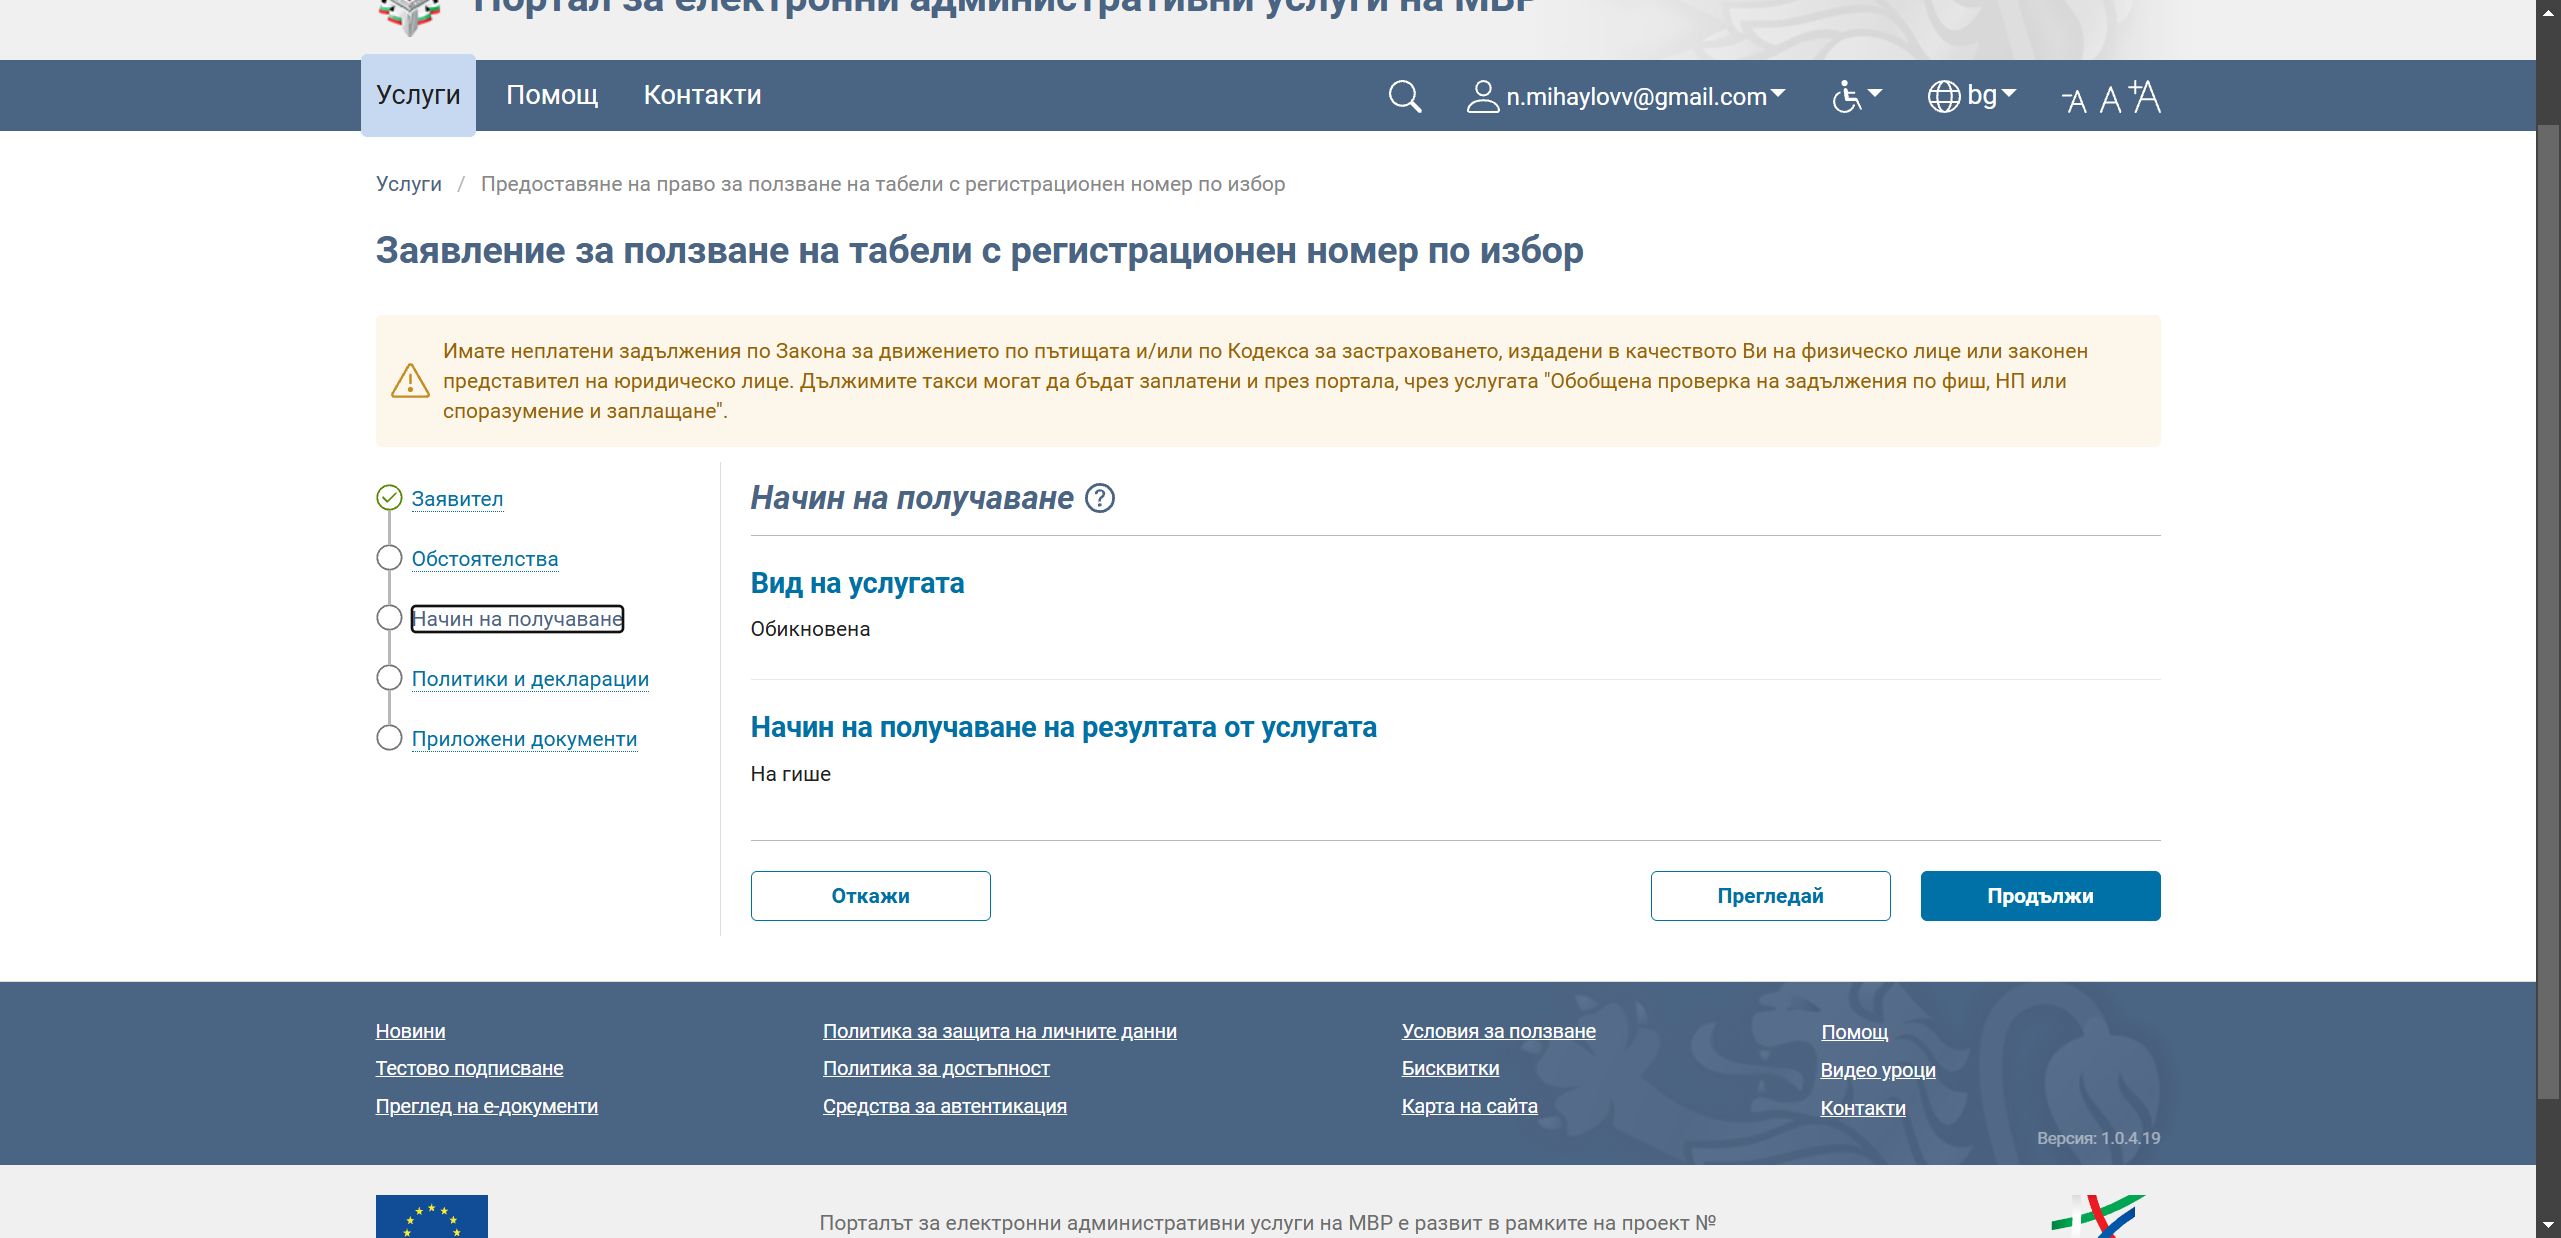 Портал за електронни административни услуги на МВР
Услуги
Помощ
Контакти
n.mihaylovv@gmail.com
bg
-A A +A
Услуги / Предоставяне на право за ползване на табели с регистрационен номер по избор
Заявление за ползване на табели с регистрационен номер по избор
Имате неплатени задължения по Закона за движението по пътищата и/или по Кодекса за застраховането, издадени в качеството Ви на физическо лице или законен
представител на юридическо лице. Дължимите такси могат да бъдат заплатени и през портала, чрез услугата "Обобщена проверка на задължения по фиш, НП или
споразумение и заплащане".
Заявител
Обстоятелства
Начин на получаване
Политики и декларации
Приложени документи
Начин на получаване ?
Вид на услугата
Обикновена
Начин на получаване на резултата от услугата
На гише
Откажи
Прегледай
Продължи
Новини
Тестово подписване
Преглед на е-документи
Политика за защита на личните данни
Политика за достъпност
Средства за автентикация
Условия за ползване
Бисквитки
Карта на сайта
Помощ
Видео уроци
Контакти
Версия: 1.0.4.19
Порталът за електронни административни услуги на МВР е развит в рамките на проект №